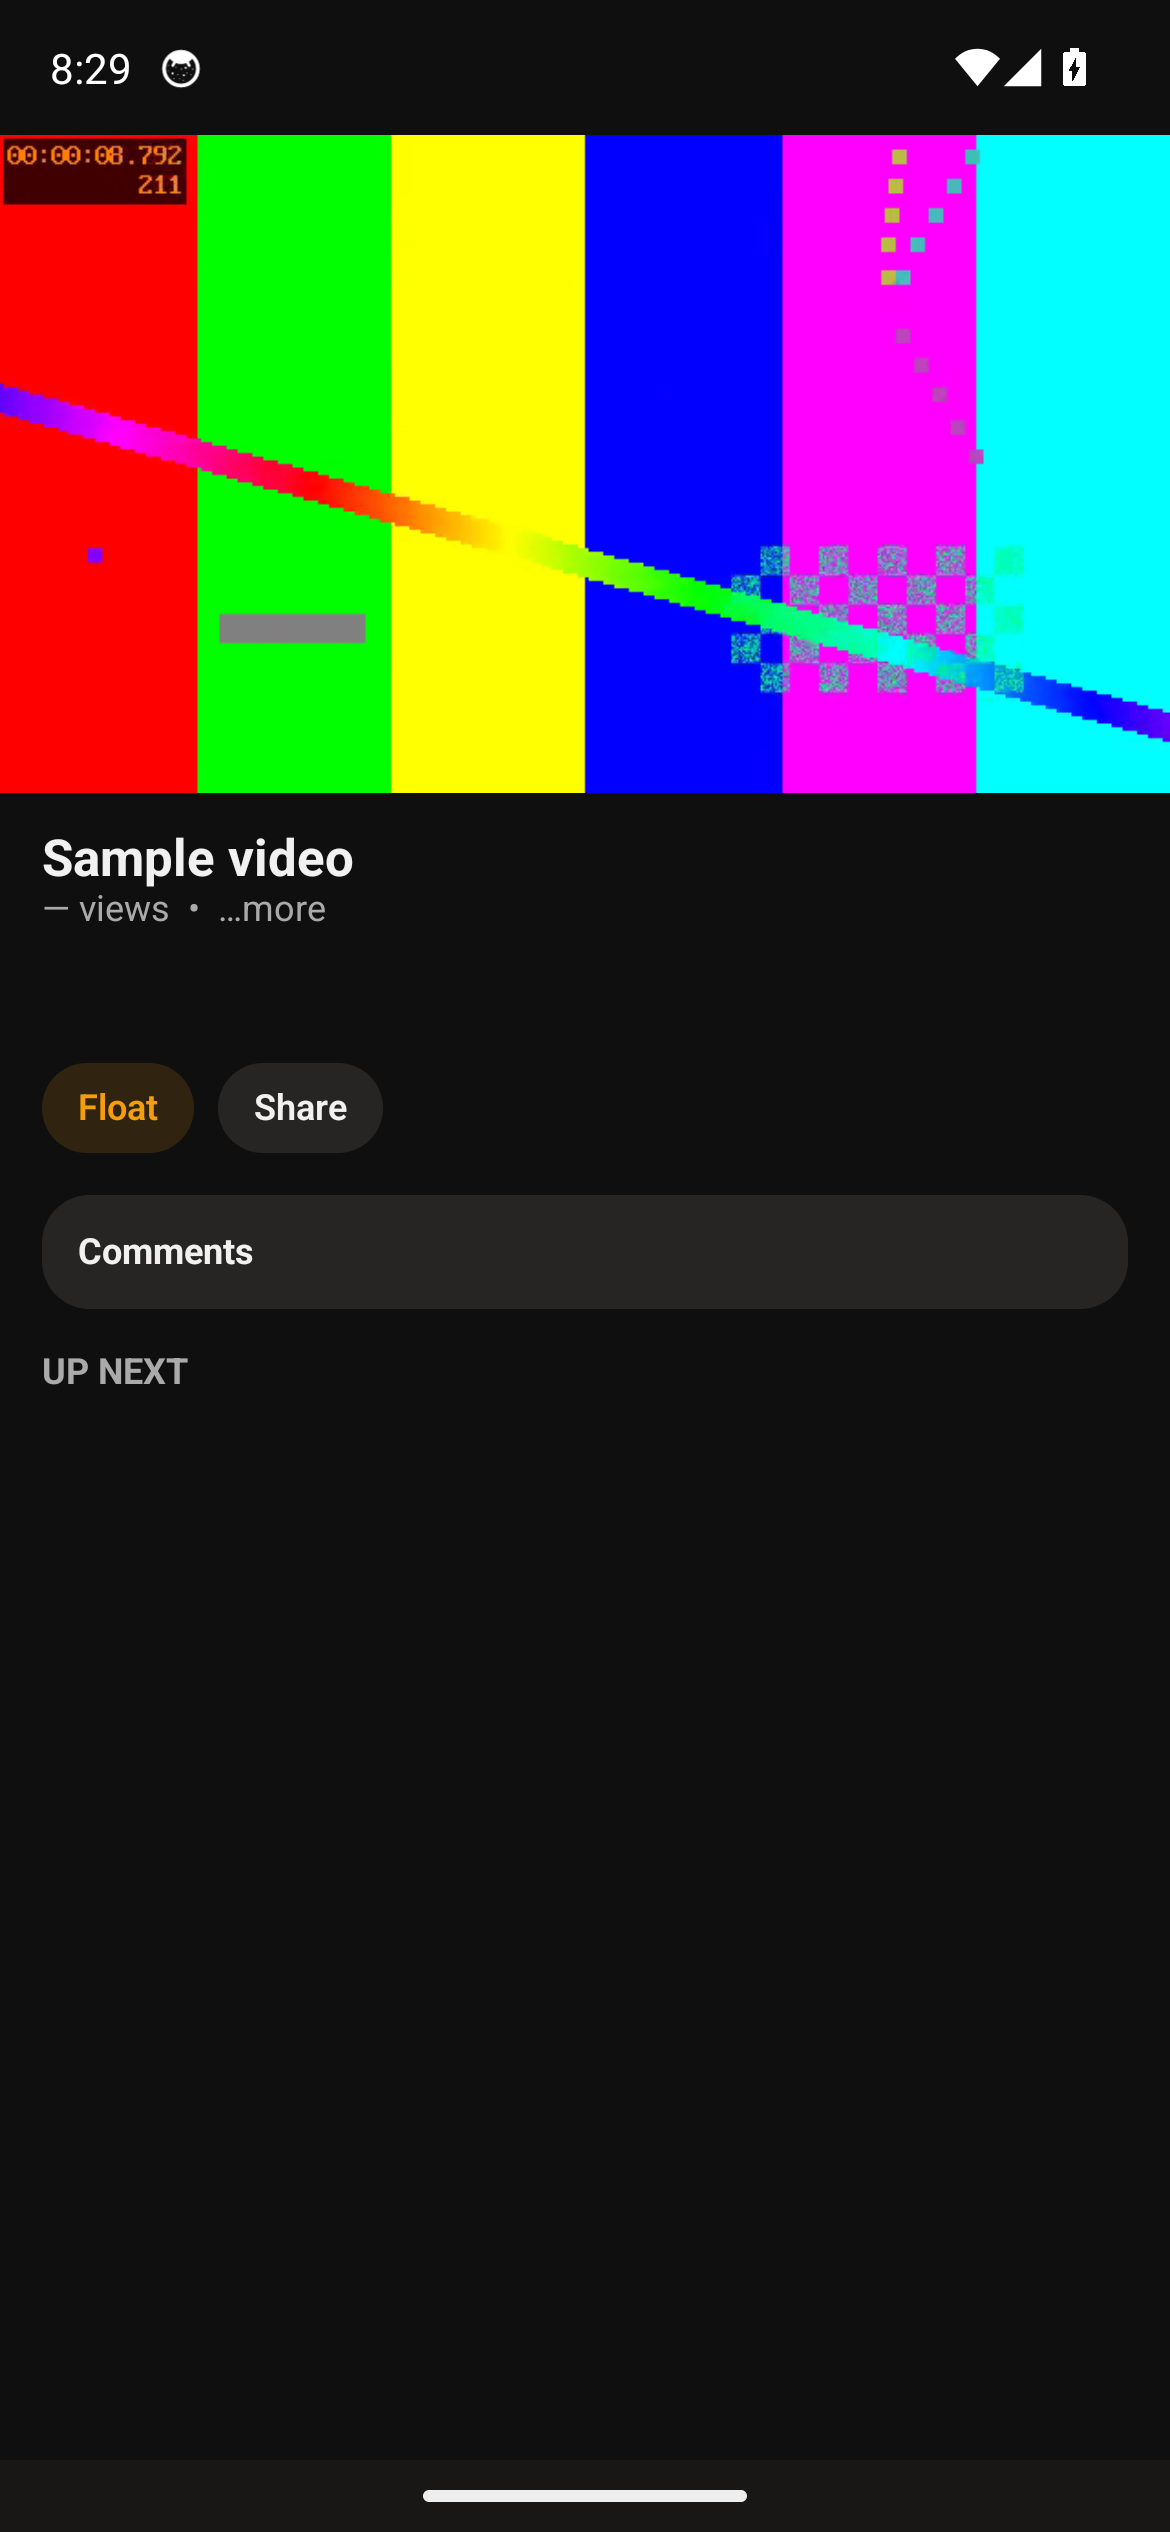 8:29
00:00:08.792
211
Sample video
— views • …more
Float
Share
Comments
UP NEXT